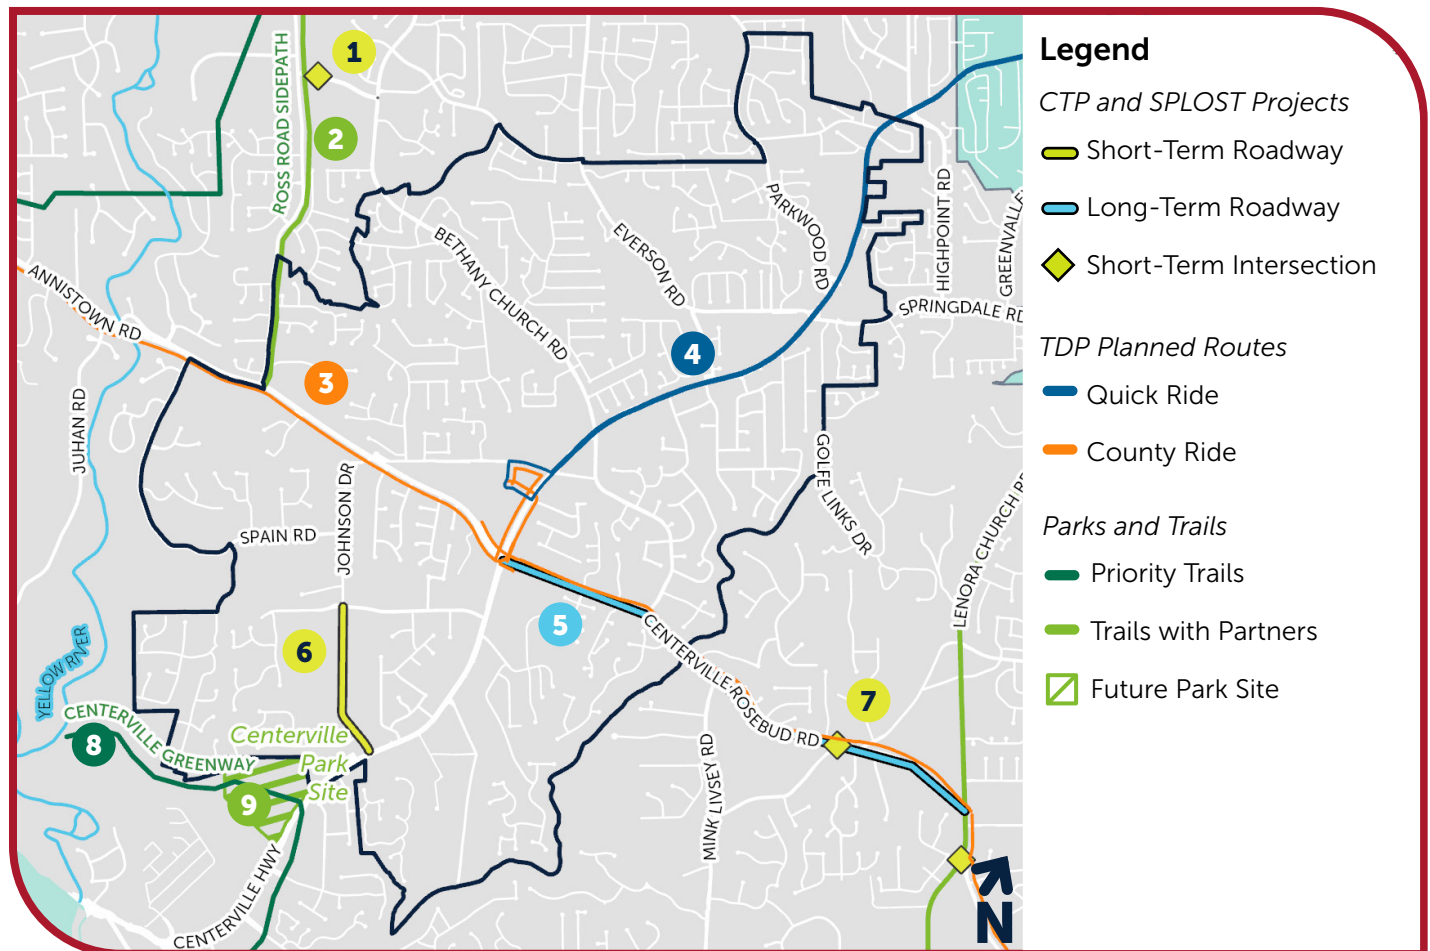 Legend
CTP and SPLOST Projects
Short-Term Roadway
Long-Term Roadway
Short-Term Intersection
TDP Planned Routes
Quick Ride
County Ride
Parks and Trails
Priority Trails
Trails with Partners
Future Park Site
1
ROSS ROAD SIDEPATH
2
PARKWOOD RD
HIGHPOINT RD
BETHANY CHURCH RD
EVERSON RD
ANNISTOWN RD
SPRINGDALE RD
4
3
JUHAN RD
GOLFE LINKS DR
JOHNSON DR
SPAIN RD
LENORA CHURCH RD
5
6
YELLOW RIVER
CENTERVILLE-ROSEBUD RD
7
CENTERVILLE GREENWAY
8
Centerville
Park
Site
9
MINK LIVSEY RD
CENTERVILLE HWY
N